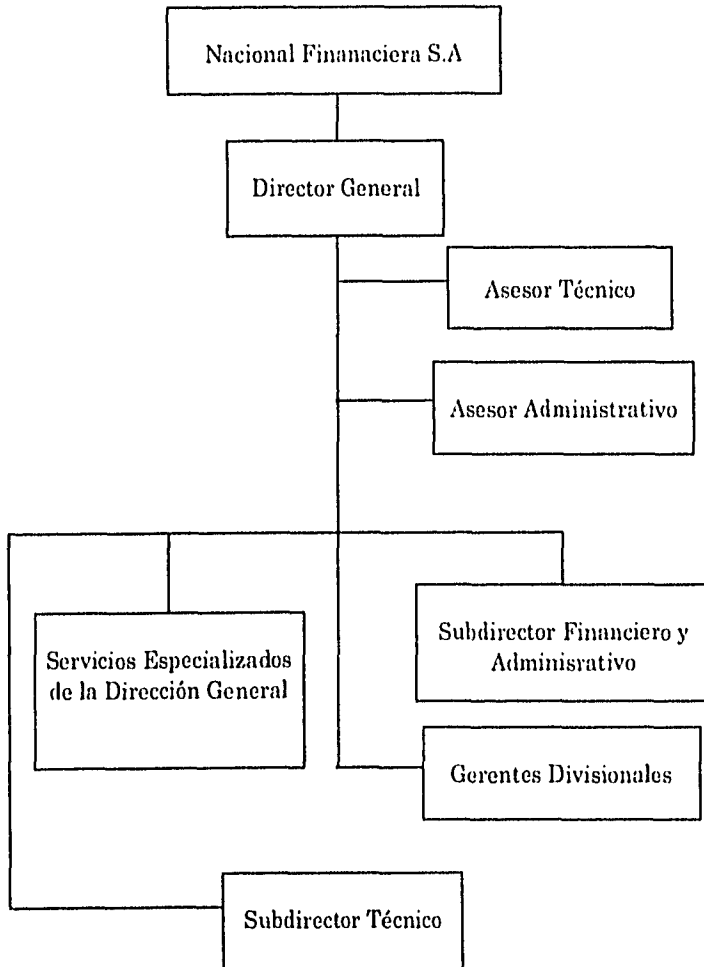 Nacional Finanaciera S.A
Director General
Asesor Técnico
Asesor Administrativo
Servicios Especializados
de la Dirección General
Subdirector Financiero y
Adminisrativo
Gerentes Divisionales
Subdirector Técnico